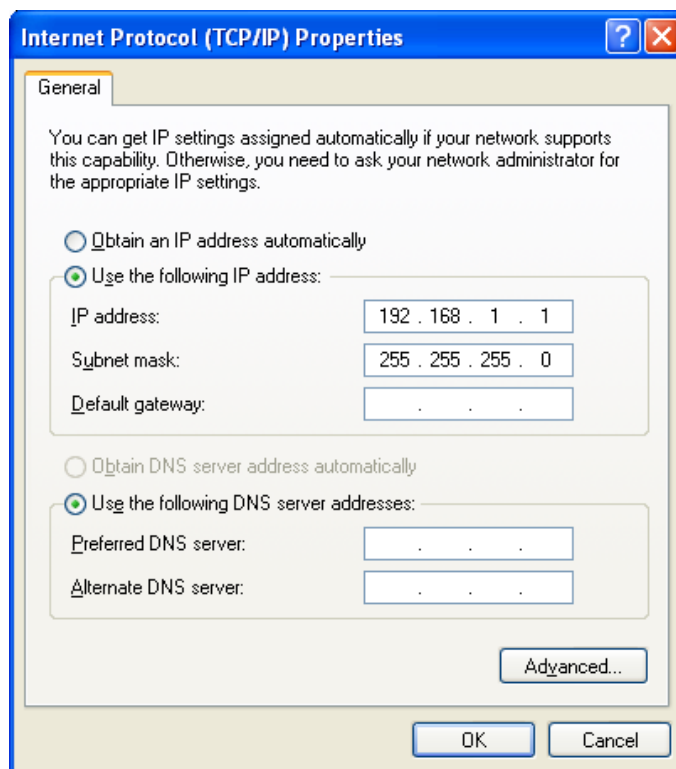 Internet Protocol (TCP/IP) Properties
General
You can get IP settings assigned automatically if your network supports
this capability. Otherwise, you need to ask your network administrator for
the appropriate IP settings.
Obtain an IP address automatically
Use the following IP address:
IP address: 192 . 168 . 1 . 1
Subnet mask: 255 . 255 . 255 . 0
Default gateway: . . .
Obtain DNS server address automatically
Use the following DNS server addresses:
Preferred DNS server: . . .
Alternate DNS server: . . .
Advanced...
OK Cancel